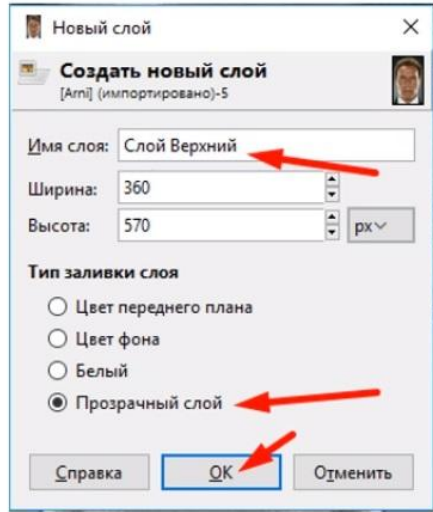 Новый слой
Создать новый слой
[Arni] (импортировано)-5
Имя слоя: Слой Верхний
Ширина: 360
Высота: 570 px
Тип заливки слоя
Цвет переднего плана
Цвет фона
Белый
Прозрачный слой
Справка OK Отменить